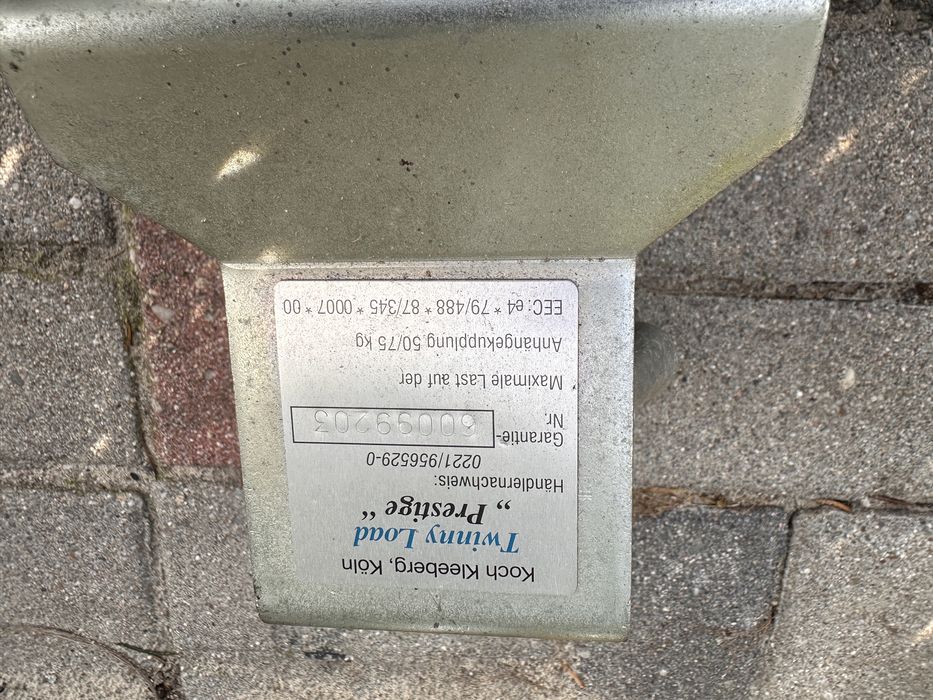 Koch Kleeberg, Köln
Twinny Load
„ Prestige “
Händlernachweis:
0221/956529-0
Garantie-
Nr. 60099203
Maximale Last auf der
Anhängekupplung 50/75 kg
EEC: e4 * 79/488 * 87/345 * 0007 * 00